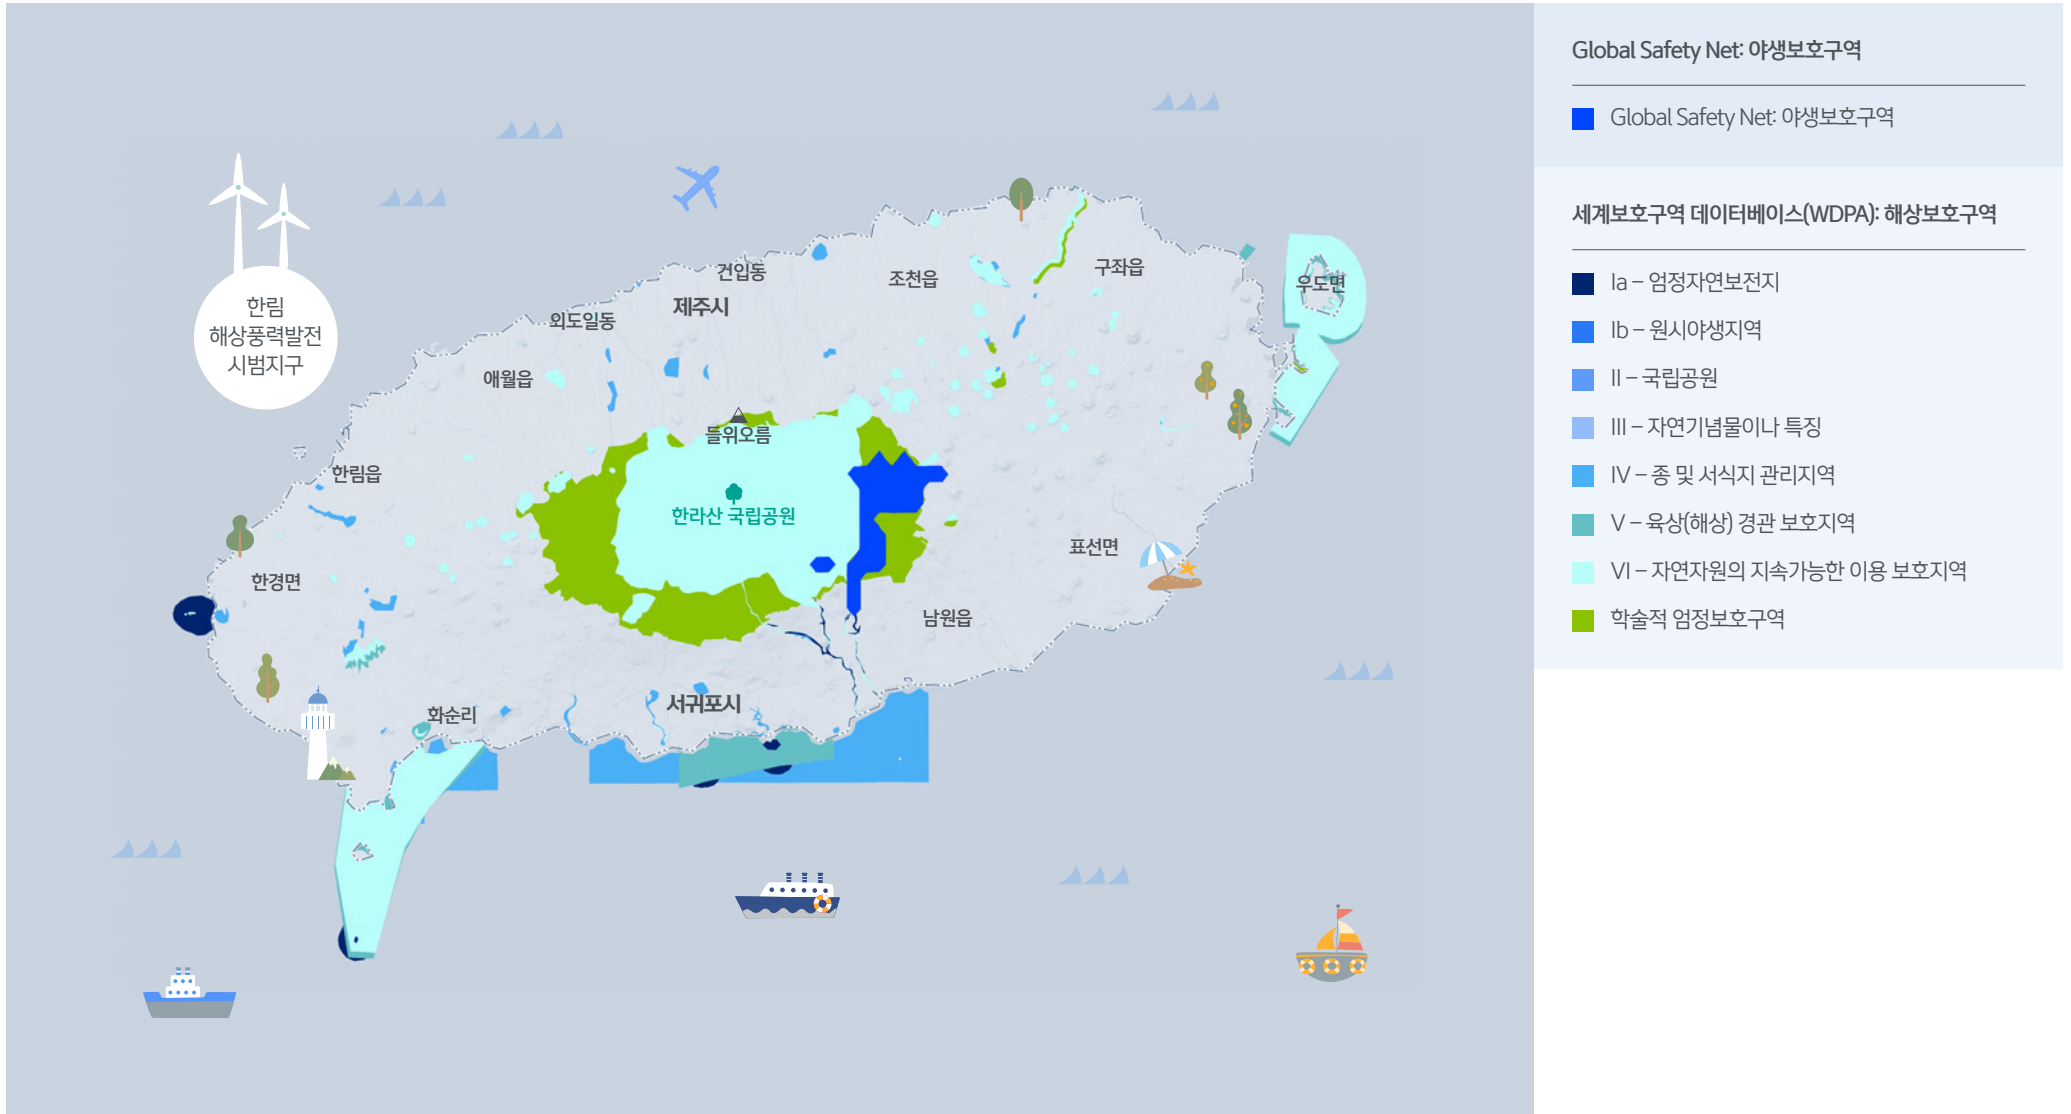 Global Safety Net: 야생보호구역
Global Safety Net: 야생보호구역
세계보호구역 데이터베이스(WDPA): 해상보호구역
Ia – 엄정자연보전지
Ib – 원시야생지역
II – 국립공원
III – 자연기념물이나 특징
IV – 종 및 서식지 관리지역
V – 육상(해상) 경관 보호지역
VI – 자연자원의 지속가능한 이용 보호지역
학술적 엄정보호구역
한림
해상풍력발전
시범지구
건입동
제주시
외도일동
애월읍
조천읍
구좌읍
우도면
들위오름
한라산 국립공원
한림읍
한경면
표선면
남원읍
서귀포시
화순리